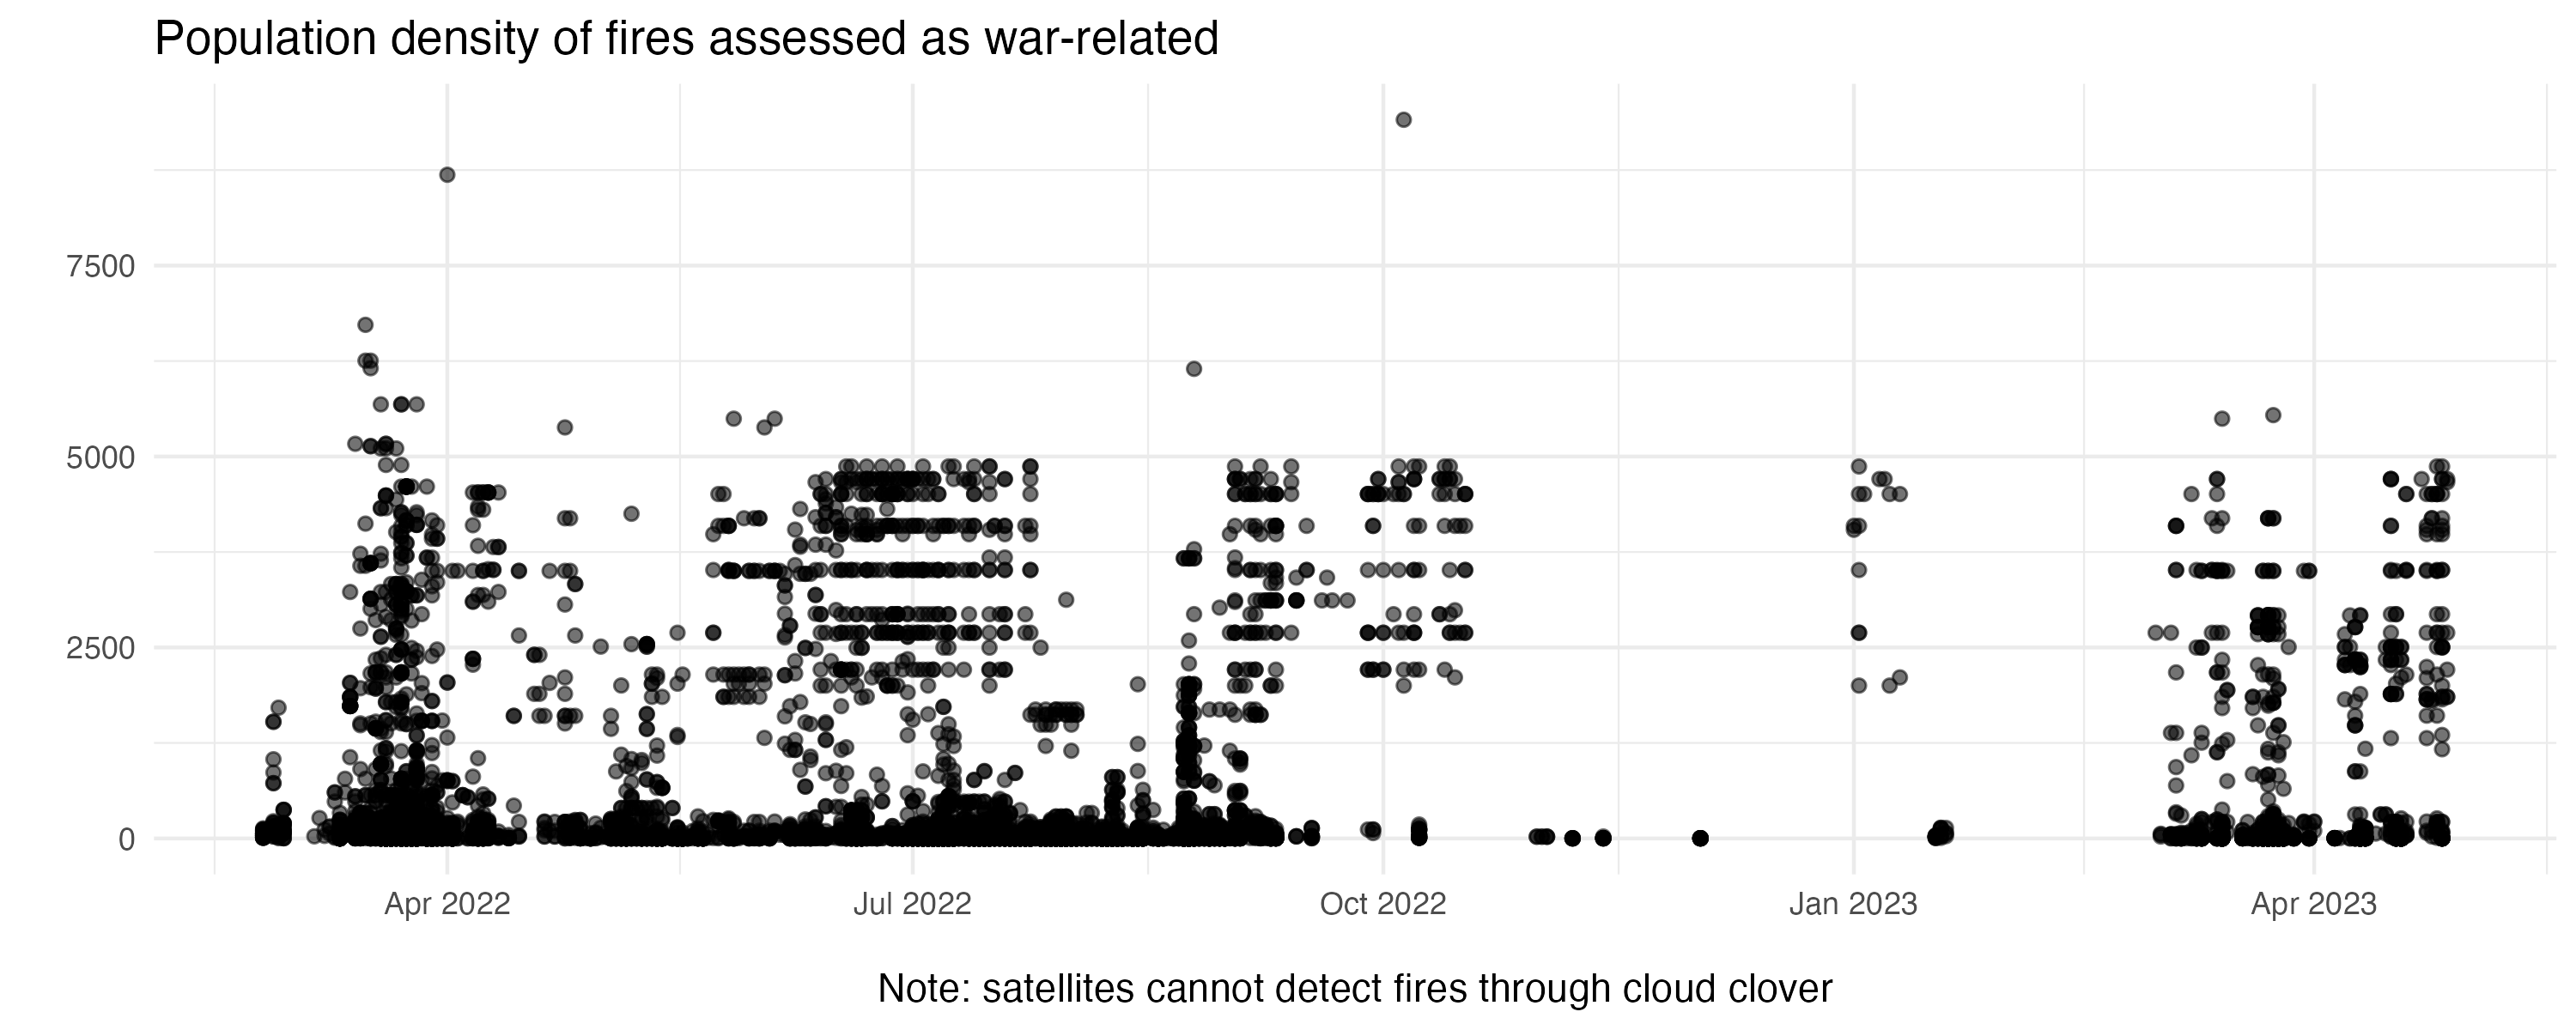 Population density of fires assessed as war-related
7500
5000
2500
0
Apr 2022 Jul 2022 Oct 2022 Jan 2023 Apr 2023
Note: satellites cannot detect fires through cloud clover